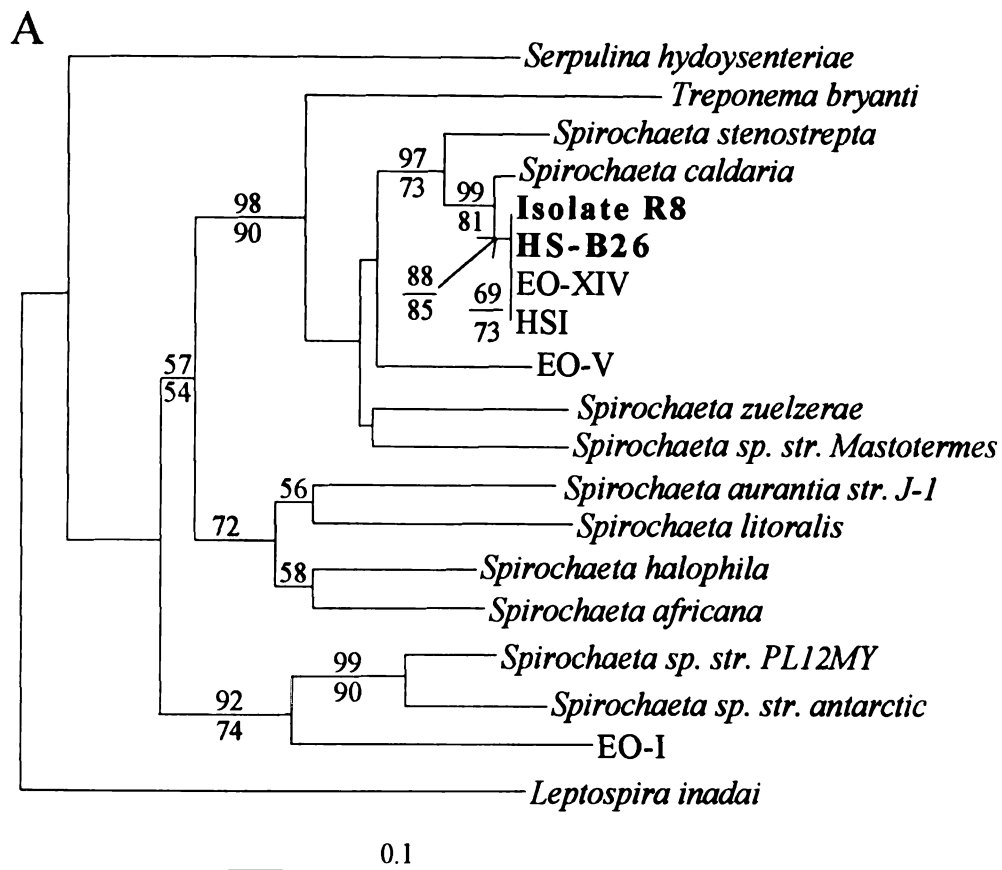 A
Serpulina hydoysenteriae
Treponema bryanti
Spirochaeta stenostrepta
97
73
Spirochaeta caldaria
99
81
Isolate R8
98
90
HS-B26
88
85
EO-XIV
69
73
HSI
EO-V
57
54
Spirochaeta zuelzerae
Spirochaeta sp. str. Mastotermes
56
Spirochaeta aurantia str. J-1
72
Spirochaeta litoralis
58
Spirochaeta halophila
Spirochaeta africana
99
90
Spirochaeta sp. str. PL12MY
92
74
Spirochaeta sp. str. antarctic
EO-I
Leptospira inadai
0.1